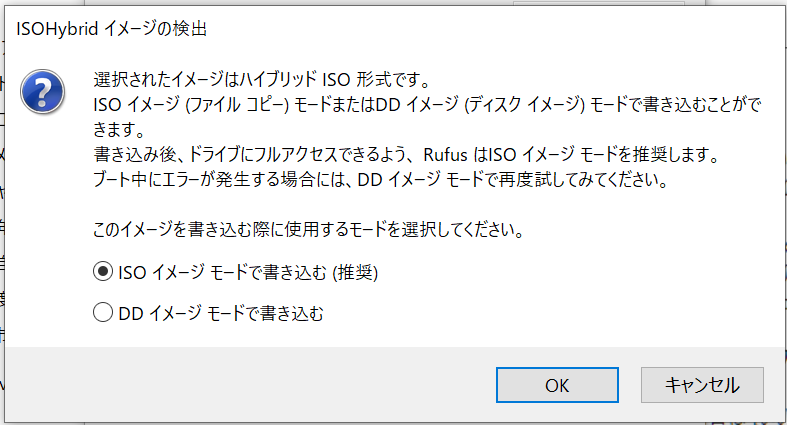 ISOHybrid イメージの検出
選択されたイメージはハイブリッド ISO 形式です。
ISO イメージ (ファイル コピー) モードまたはDD イメージ (ディスク イメージ) モードで書き込むことがで
きます。
書き込み後、ドライブにフルアクセスできるよう、 Rufus はISO イメージ モードを推奨します。
ブート中にエラーが発生する場合には、DD イメージ モードで再度試してみてください。
このイメージを書き込む際に使用するモードを選択してください。
ISO イメージ モードで書き込む (推奨)
DD イメージ モードで書き込む
OK
キャンセル